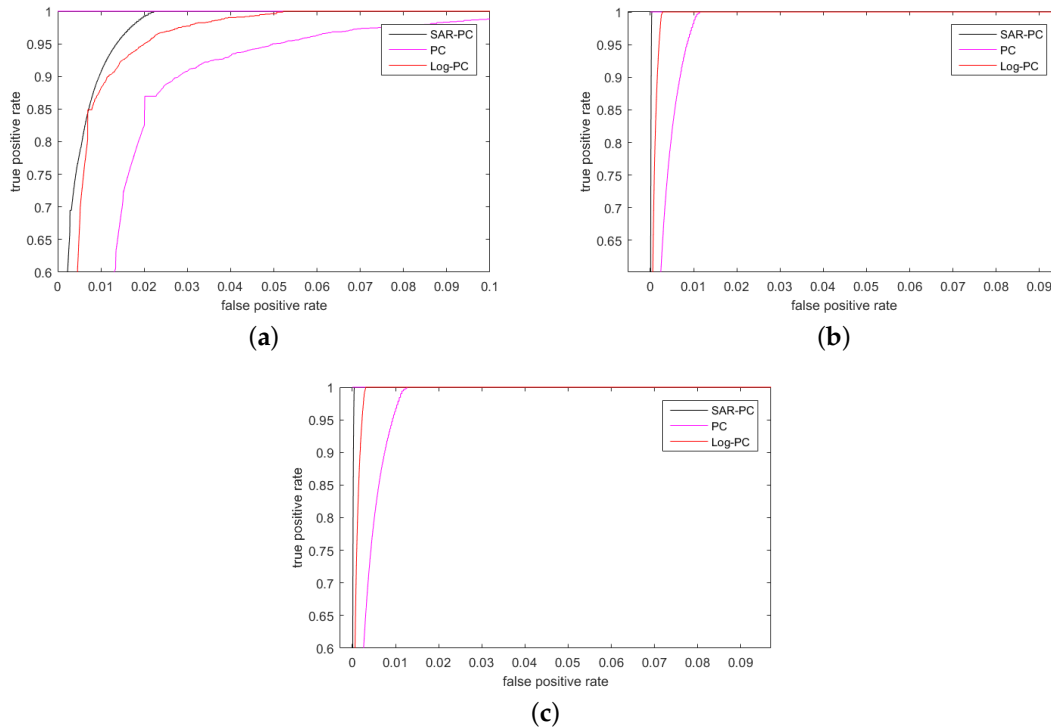 1
0.95
0.9
0.85
0.8
0.75
0.7
0.65
0.6
true positive rate
0 0.01 0.02 0.03 0.04 0.05 0.06 0.07 0.08 0.09 0.1
false positive rate
SAR-PC
PC
Log-PC
(a)
1
0.95
0.9
0.85
0.8
0.75
0.7
0.65
true positive rate
0 0.01 0.02 0.03 0.04 0.05 0.06 0.07 0.08 0.09
false positive rate
SAR-PC
PC
Log-PC
(b)
1
0.95
0.9
0.85
0.8
0.75
0.7
0.65
0.6
true positive rate
0 0.01 0.02 0.03 0.04 0.05 0.06 0.07 0.08 0.09
false positive rate
SAR-PC
PC
Log-PC
(c)